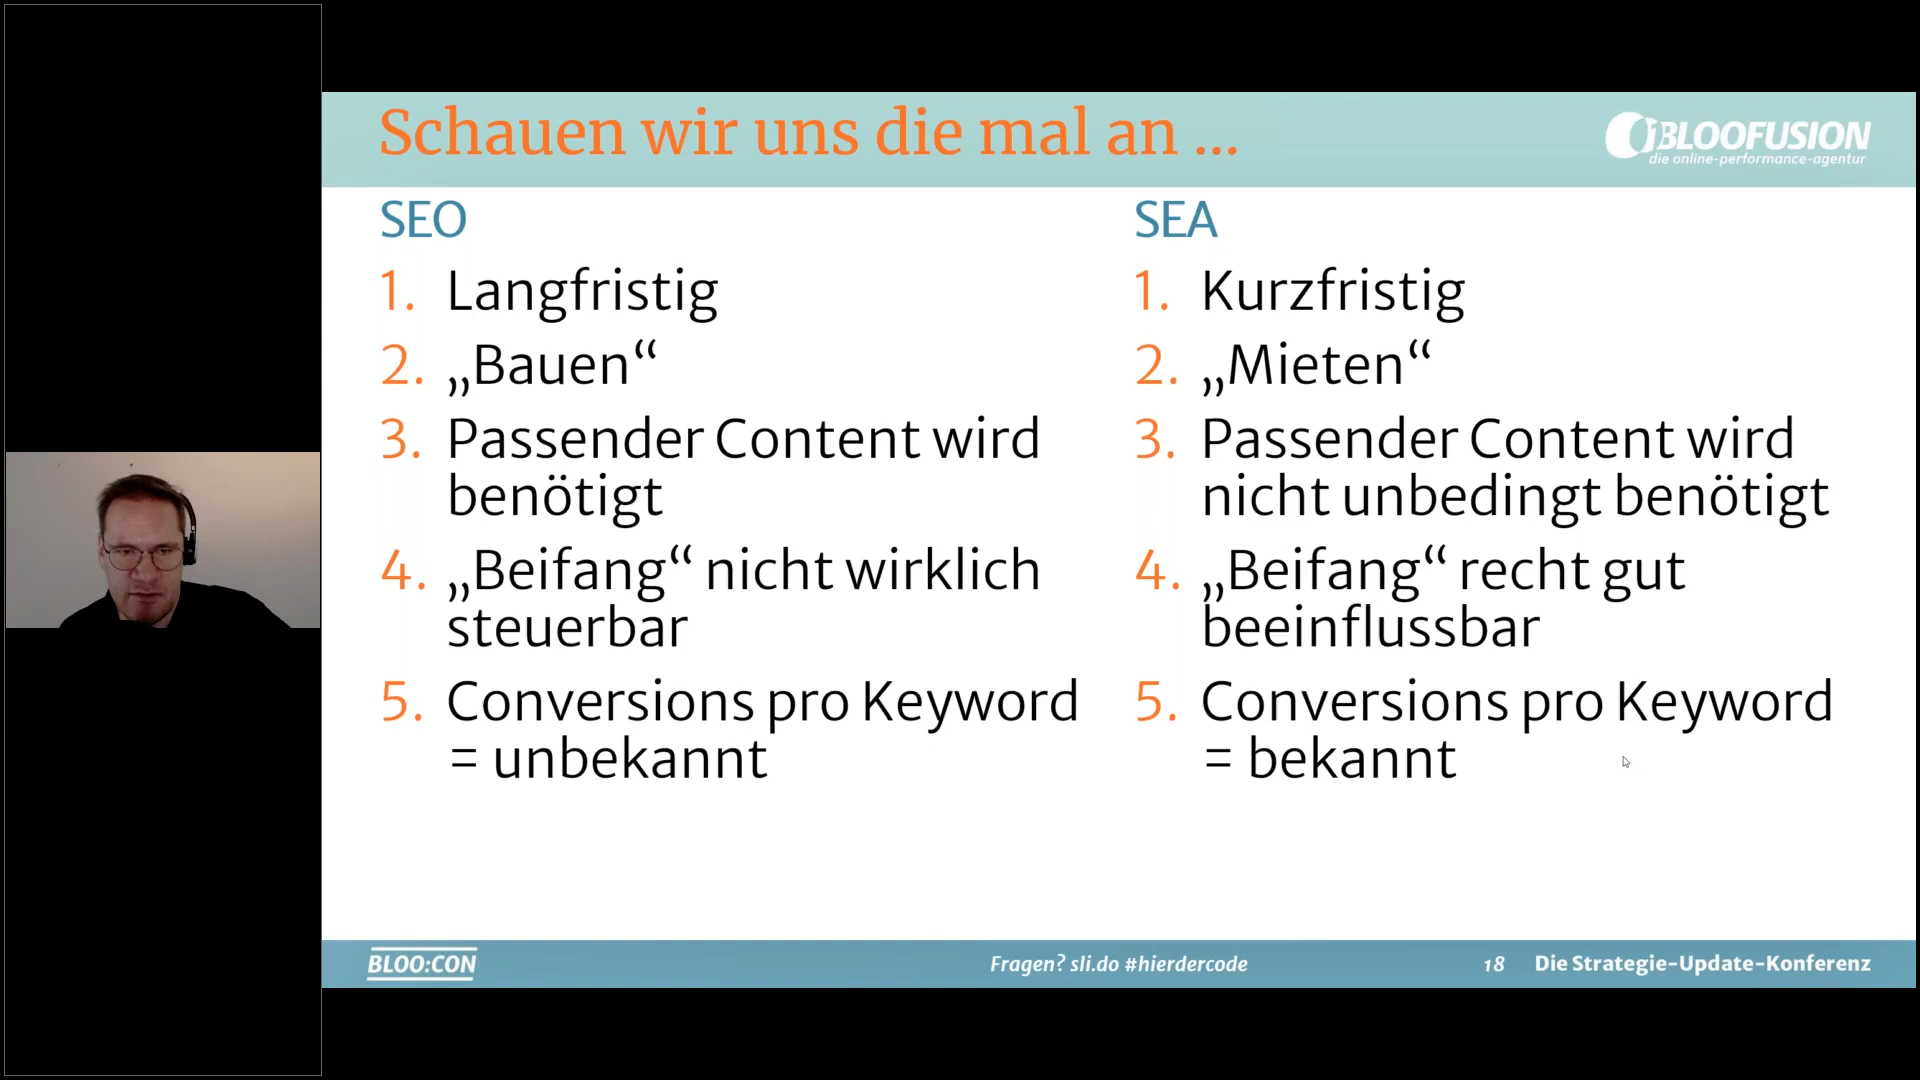 Schauen wir uns die mal an ...
BLOOFUSION
die online-performance-agentur
SEO
1. Langfristig
2. „Bauen“
3. Passender Content wird
benötigt
4. „Beifang“ nicht wirklich
steuerbar
5. Conversions pro Keyword
= unbekannt
SEA
1. Kurzfristig
2. „Mieten“
3. Passender Content wird
nicht unbedingt benötigt
4. „Beifang“ recht gut
beeinflussbar
5. Conversions pro Keyword
= bekannt
BLOO:CON
Fragen? sli.do #hierdercode
18
Die Strategie-Update-Konferenz